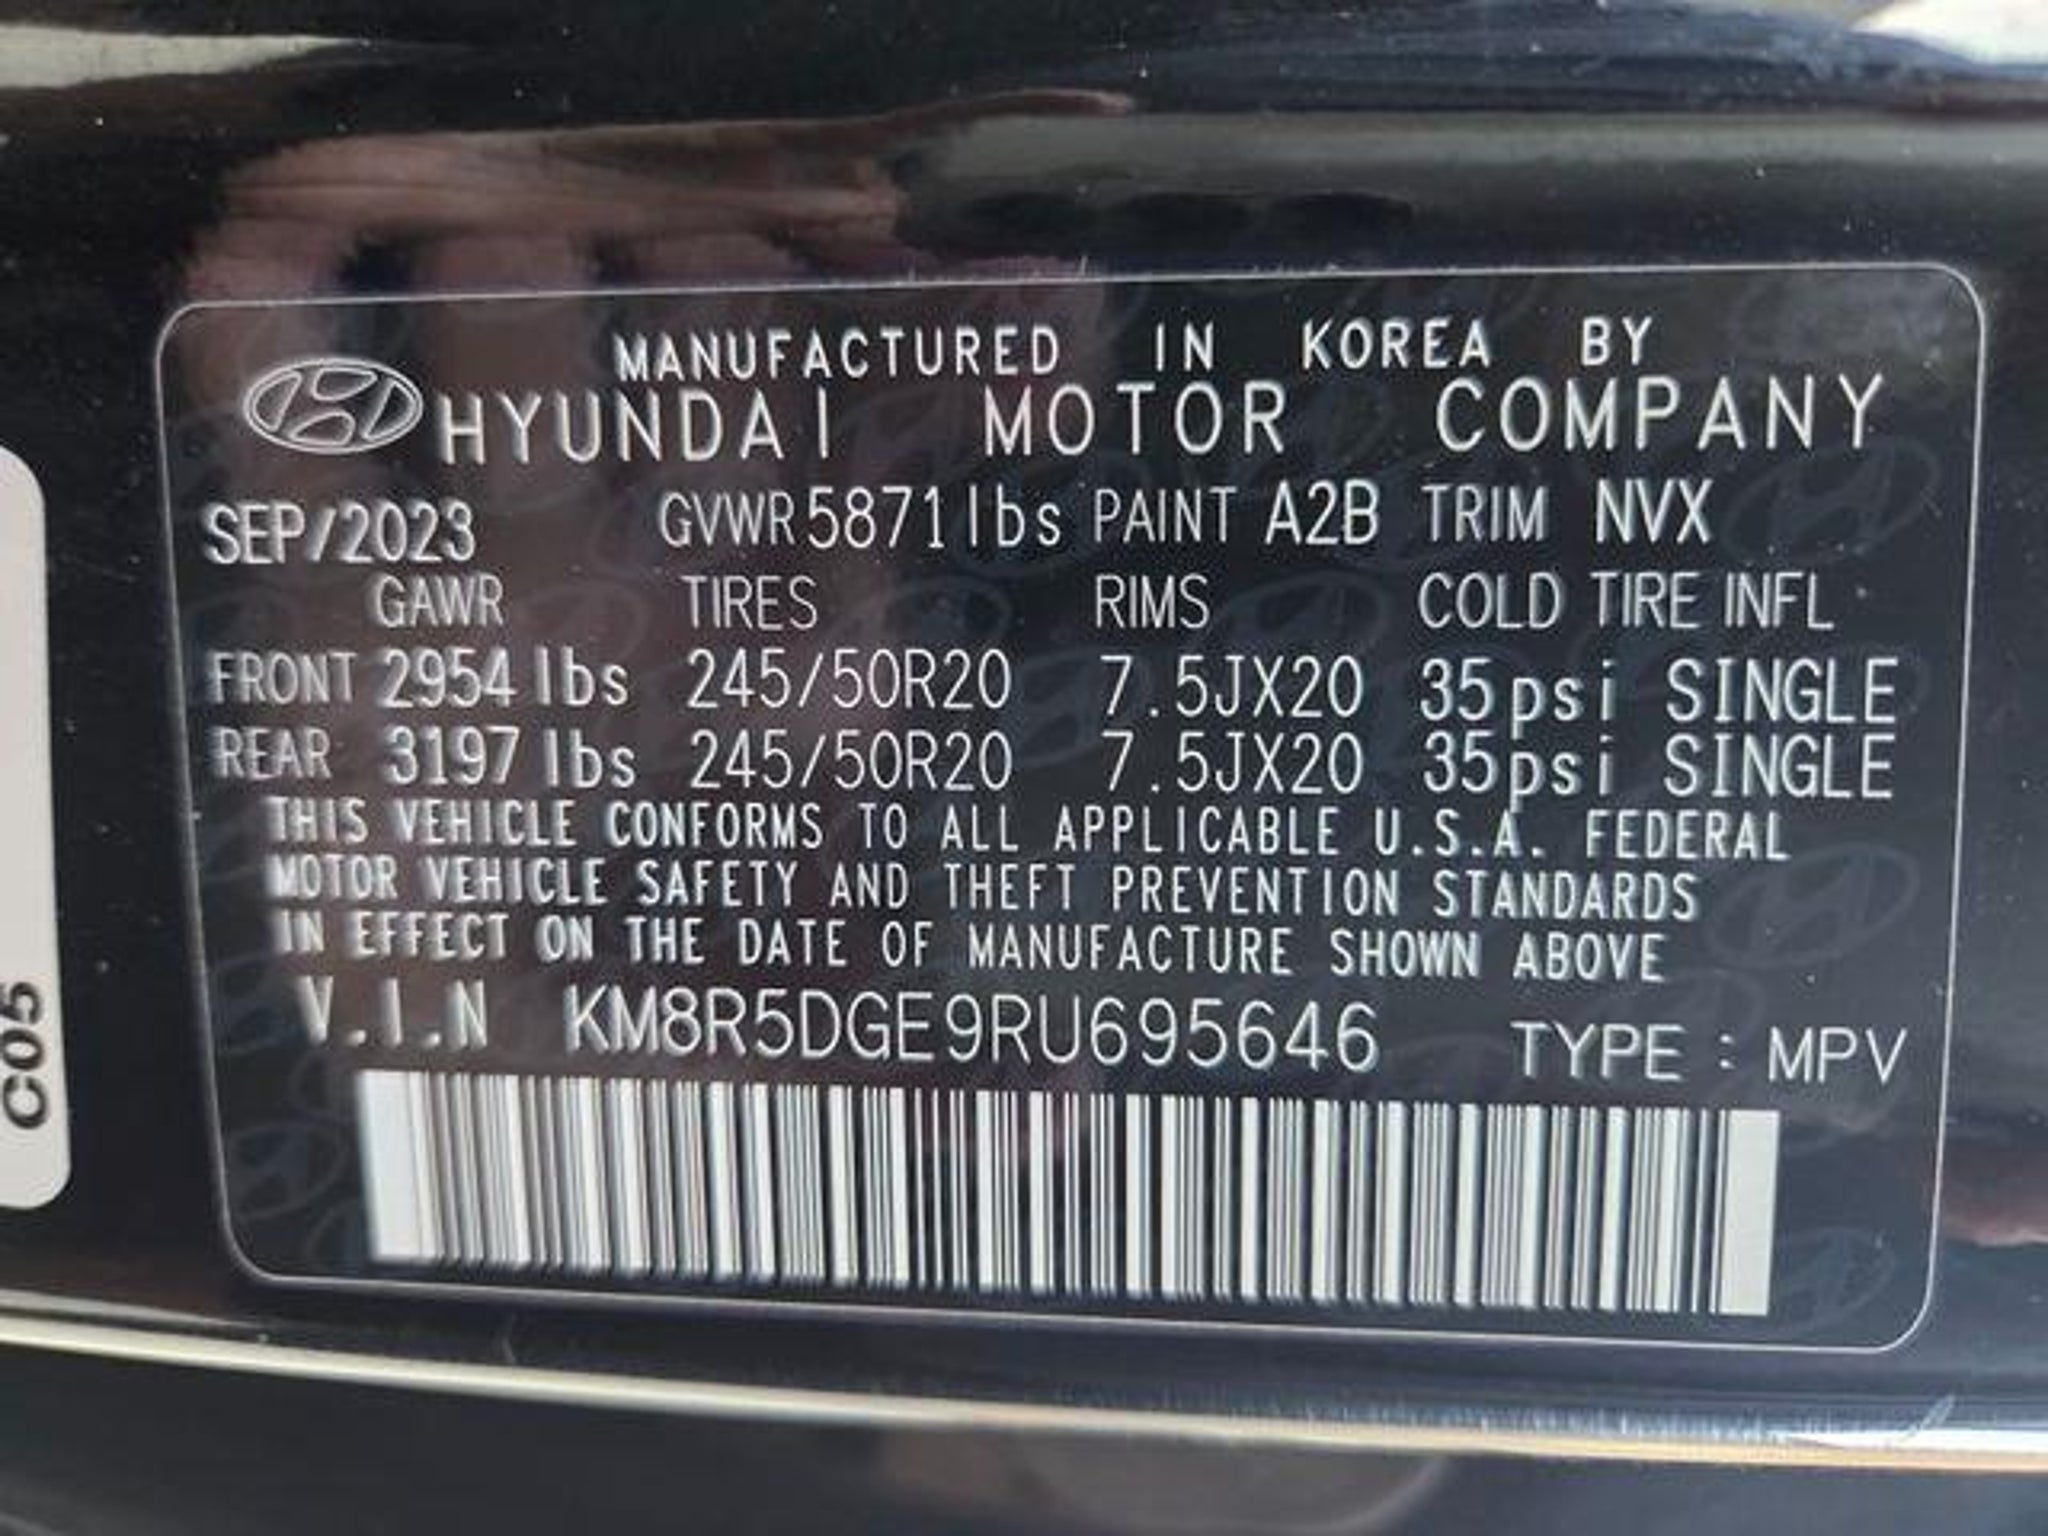 MANUFACTURED IN KOREA BY
HYUNDAI MOTOR COMPANY
SEP/2023 GVWR 5871lbs PAINT A2B TRIM NVX
GAWR TIRES RIMS COLD TIRE INFL
FRONT 2954 lbs 245/50R20 7.5JX20 35psi SINGLE
REAR 3197 lbs 245/50R20 7.5JX20 35psi SINGLE
THIS VEHICLE CONFORMS TO ALL APPLICABLE U.S.A. FEDERAL
MOTOR VEHICLE SAFETY AND THEFT PREVENTION STANDARDS
IN EFFECT ON THE DATE OF MANUFACTURE SHOWN ABOVE
V.I.N KM8R5DGE9RU695646 TYPE : MPV
C05